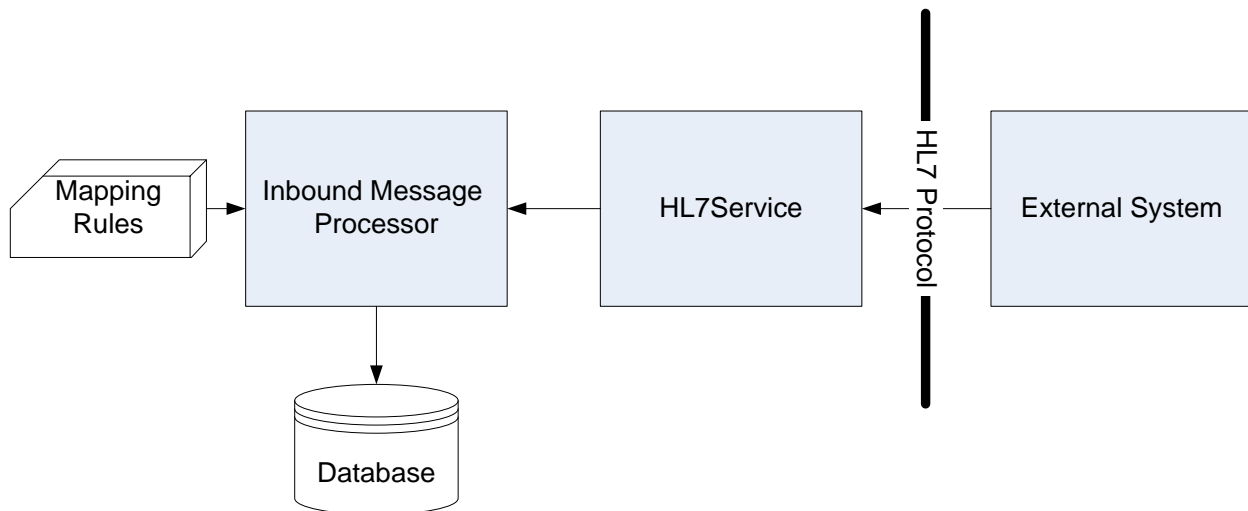 Mapping
Rules
Inbound Message
Processor
HL7Service
HL7 Protocol
External System
Database